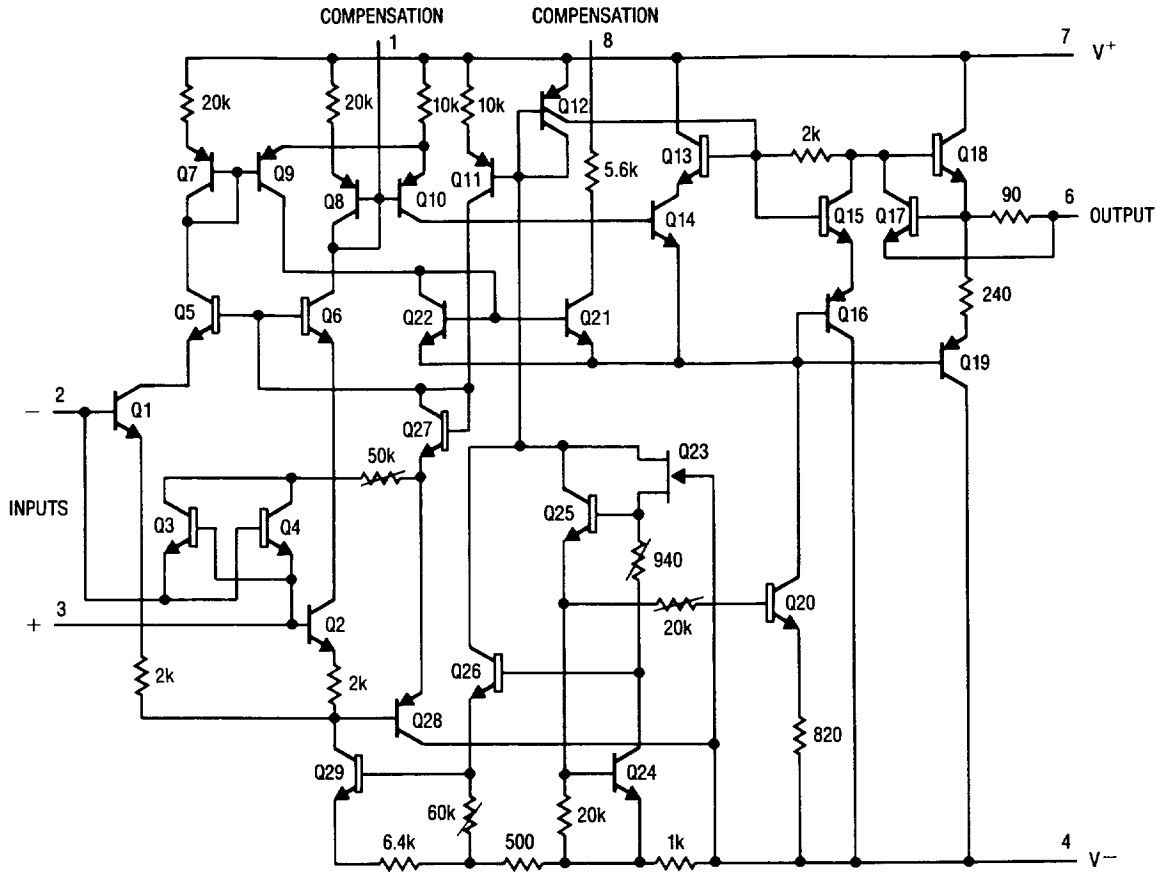 COMPENSATION COMPENSATION
1 8 7 V+
20k 20k 10k 10k Q12
Q7 Q9 Q8 Q10 Q11 5.6k Q13 2k Q18
Q14 Q15 Q17 90 6 OUTPUT
Q5 Q6 Q22 Q21 Q16 240
Q19
2
− Q1 Q27
50k Q23
INPUTS
Q3 Q4 Q25 940
3
+ Q2 20k Q20
2k 2k Q26
Q28 820
Q29 Q24
60k 20k
6.4k 500 1k 4 V−